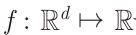 f : ℝ^d ↦ ℝ